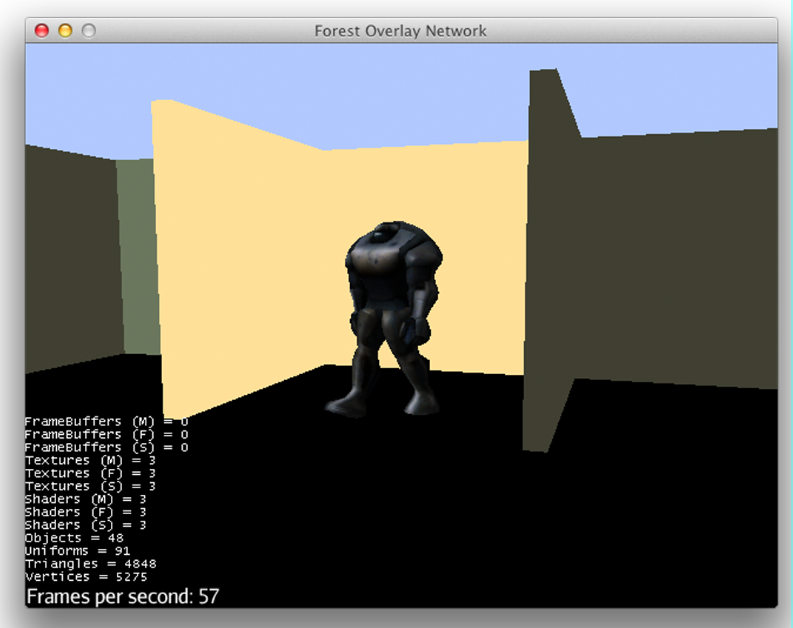 Forest Overlay Network
FrameBuffers (M) = 0
FrameBuffers (F) = 0
FrameBuffers (S) = 0
Textures (M) = 3
Textures (F) = 3
Textures (S) = 3
Shaders (M) = 3
Shaders (F) = 3
Shaders (S) = 3
Objects = 48
Uniforms = 91
Triangles = 4848
Vertices = 5275
Frames per second: 57